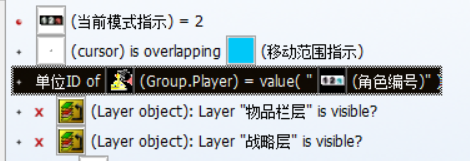 (当前模式指示) = 2
(cursor) is overlapping (移动范围指示)
单位ID of (Group.Player) = value( " (角色编号)" )
X (Layer object): Layer "物品栏层" is visible?
X (Layer object): Layer "战略层" is visible?